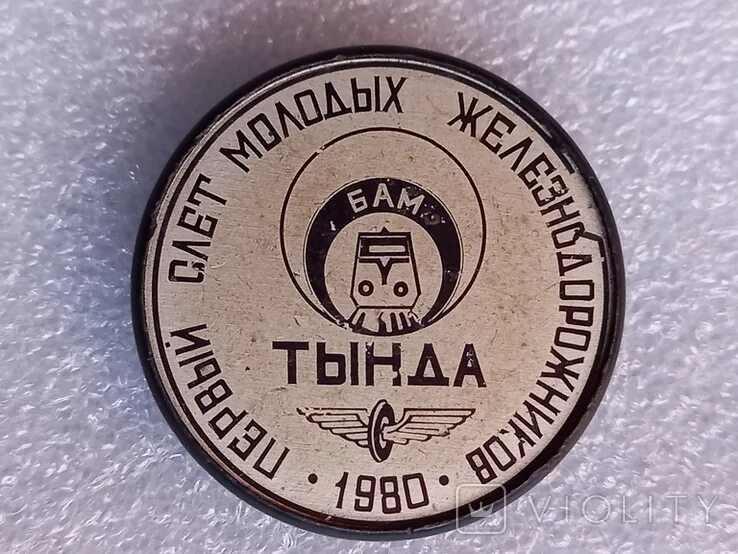 ПЕРВЫЙ СЛЕТ МОЛОДЫХ ЖЕЛЕЗНОДОРОЖНИКОВ
БАМ
ТЫНДА
· 1980 ·
VIOLITY